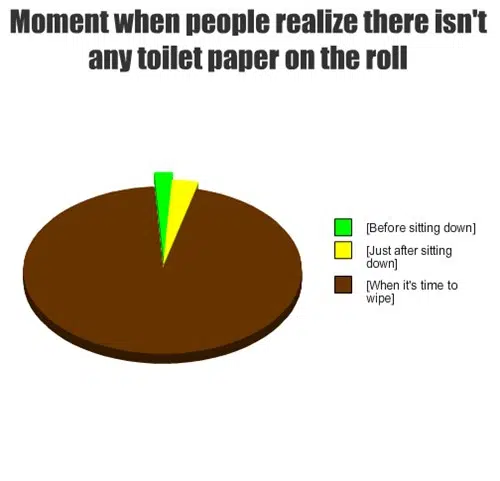 Moment when people realize there isn't
any toilet paper on the roll
[Before sitting down]
[Just after sitting
down]
[When it's time to
wipe]